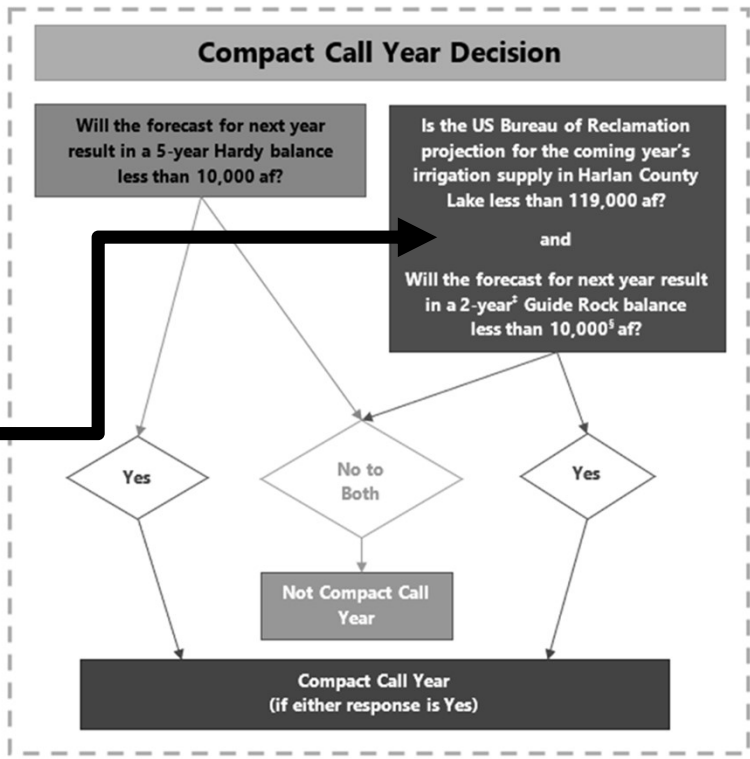 Compact Call Year Decision
Will the forecast for next year
result in a 5-year Hardy balance
less than 10,000 af?
Is the US Bureau of Reclamation
projection for the coming year's
irrigation supply in Harlan County
Lake less than 119,000 af?
and
Will the forecast for next year result
in a 2-year‡ Guide Rock balance
less than 10,000§ af?
Yes
No to
Both
Yes
Not Compact Call
Year
Compact Call Year
(if either response is Yes)